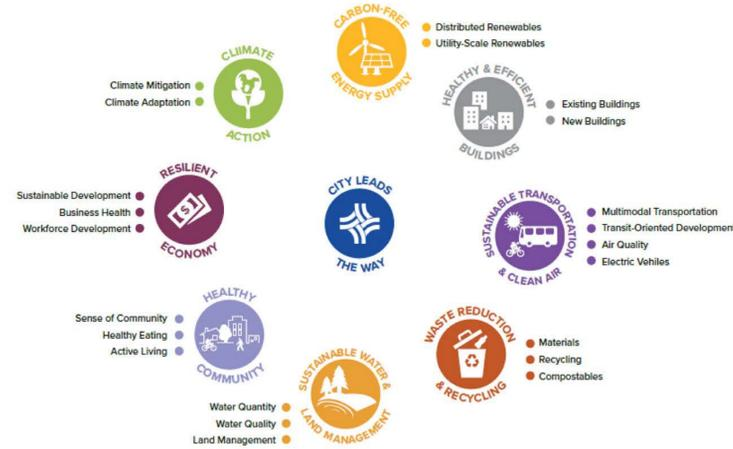 CARBON-FREE
ENERGY SUPPLY
Distributed Renewables
Utility-Scale Renewables
HEALTHY & EFFICIENT
BUILDINGS
Existing Buildings
New Buildings
SUSTAINABLE TRANSPORTATION
& CLEAN AIR
Multimodal Transportation
Transit-Oriented Development
Air Quality
Electric Vehiles
WASTE REDUCTION
& RECYCLING
Materials
Recycling
Compostables
SUSTAINABLE WATER &
LAND MANAGEMENT
Water Quantity
Water Quality
Land Management
HEALTHY
COMMUNITY
Sense of Community
Healthy Eating
Active Living
RESILIENT
ECONOMY
Sustainable Development
Business Health
Workforce Development
CLIMATE
ACTION
Climate Mitigation
Climate Adaptation
CITY LEADS
THE WAY